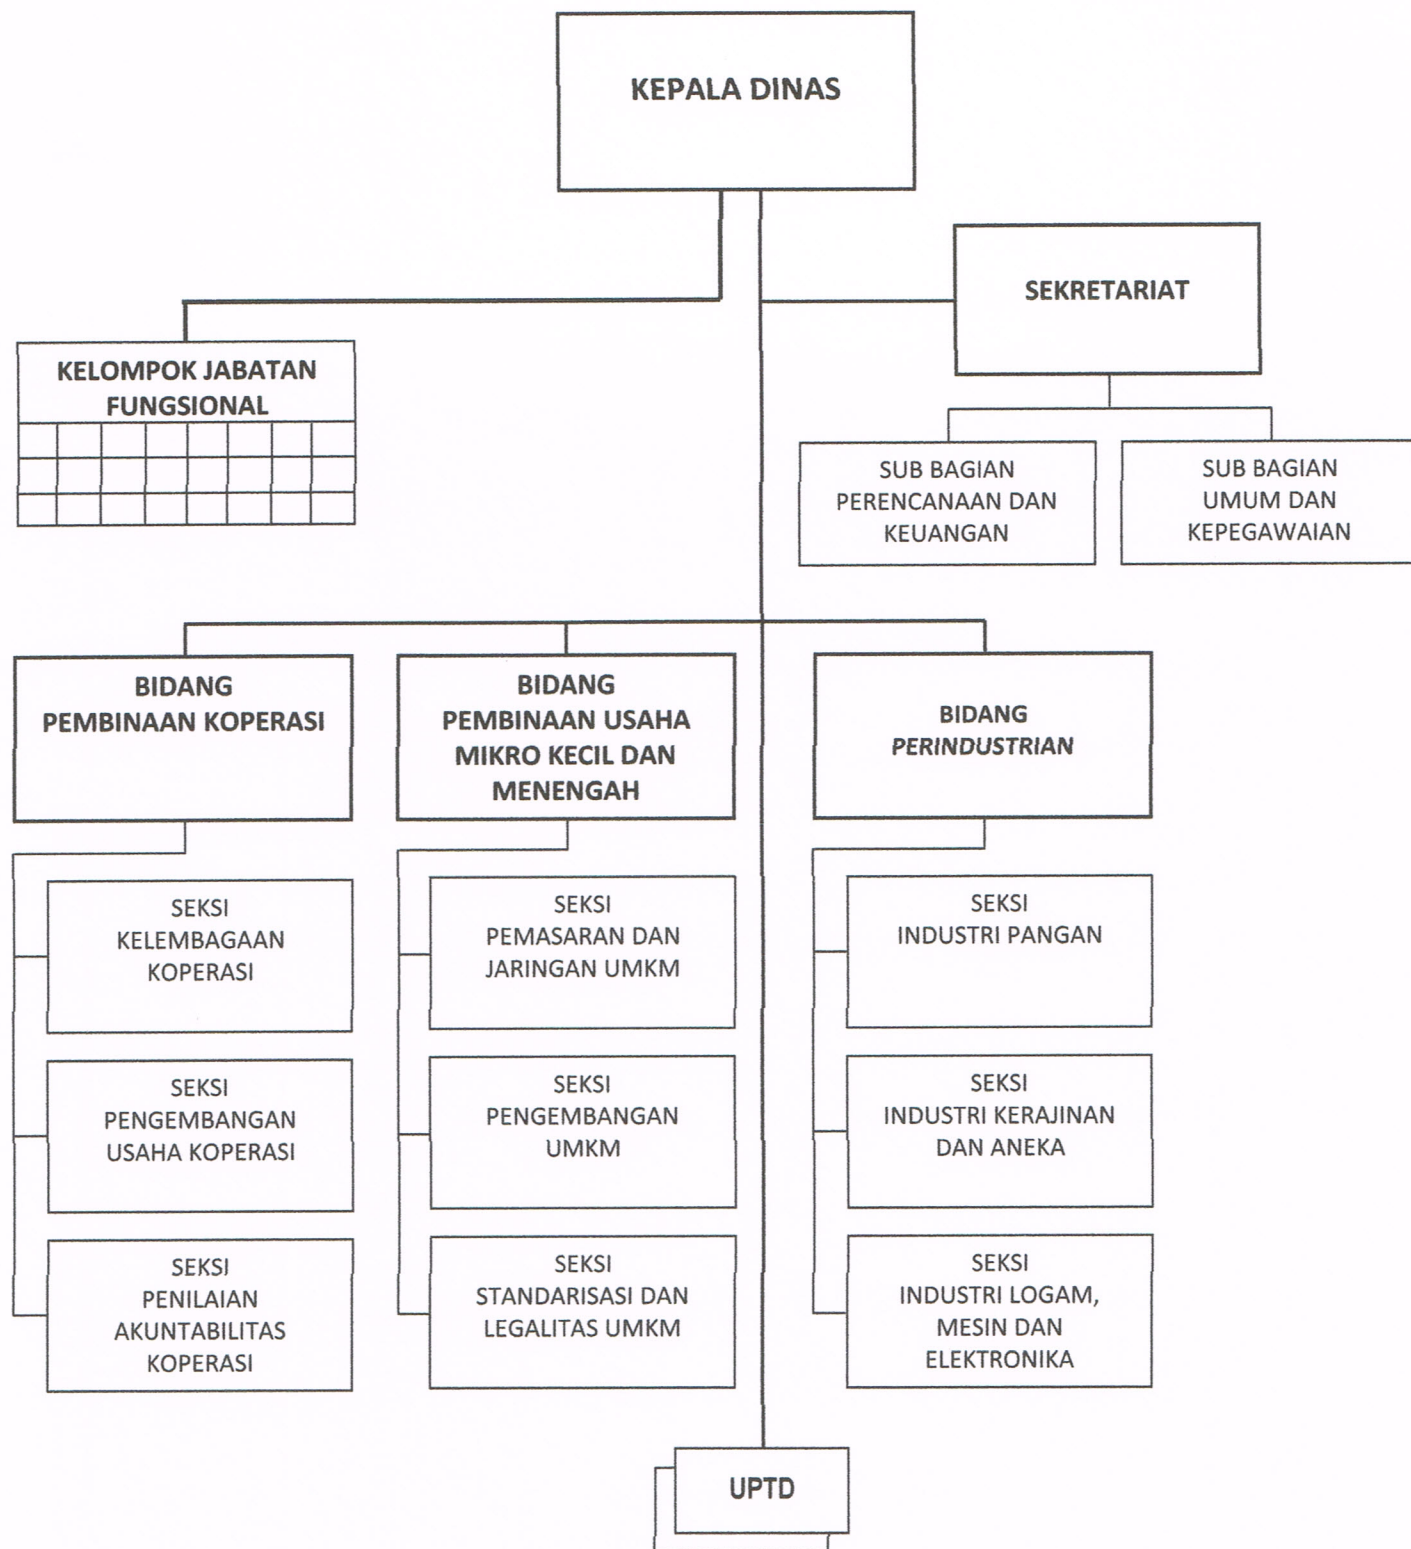 KEPALA DINAS
SEKRETARIAT
KELOMPOK JABATAN
FUNGSIONAL
SUB BAGIAN
PERENCANAAN DAN
KEUANGAN
SUB BAGIAN
UMUM DAN
KEPEGAWAIAN
BIDANG
PEMBINAAN KOPERASI
BIDANG
PEMBINAAN USAHA
MIKRO KECIL DAN
MENENGAH
BIDANG
PERINDUSTRIAN
SEKSI
KELEMBAGAAN
KOPERASI
SEKSI
PEMASARAN DAN
JARINGAN UMKM
SEKSI
INDUSTRI PANGAN
SEKSI
PENGEMBANGAN
USAHA KOPERASI
SEKSI
PENGEMBANGAN
UMKM
SEKSI
INDUSTRI KERAJINAN
DAN ANEKA
SEKSI
PENILAIAN
AKUNTABILITAS
KOPERASI
SEKSI
STANDARISASI DAN
LEGALITAS UMKM
SEKSI
INDUSTRI LOGAM,
MESIN DAN
ELEKTRONIKA
UPTD